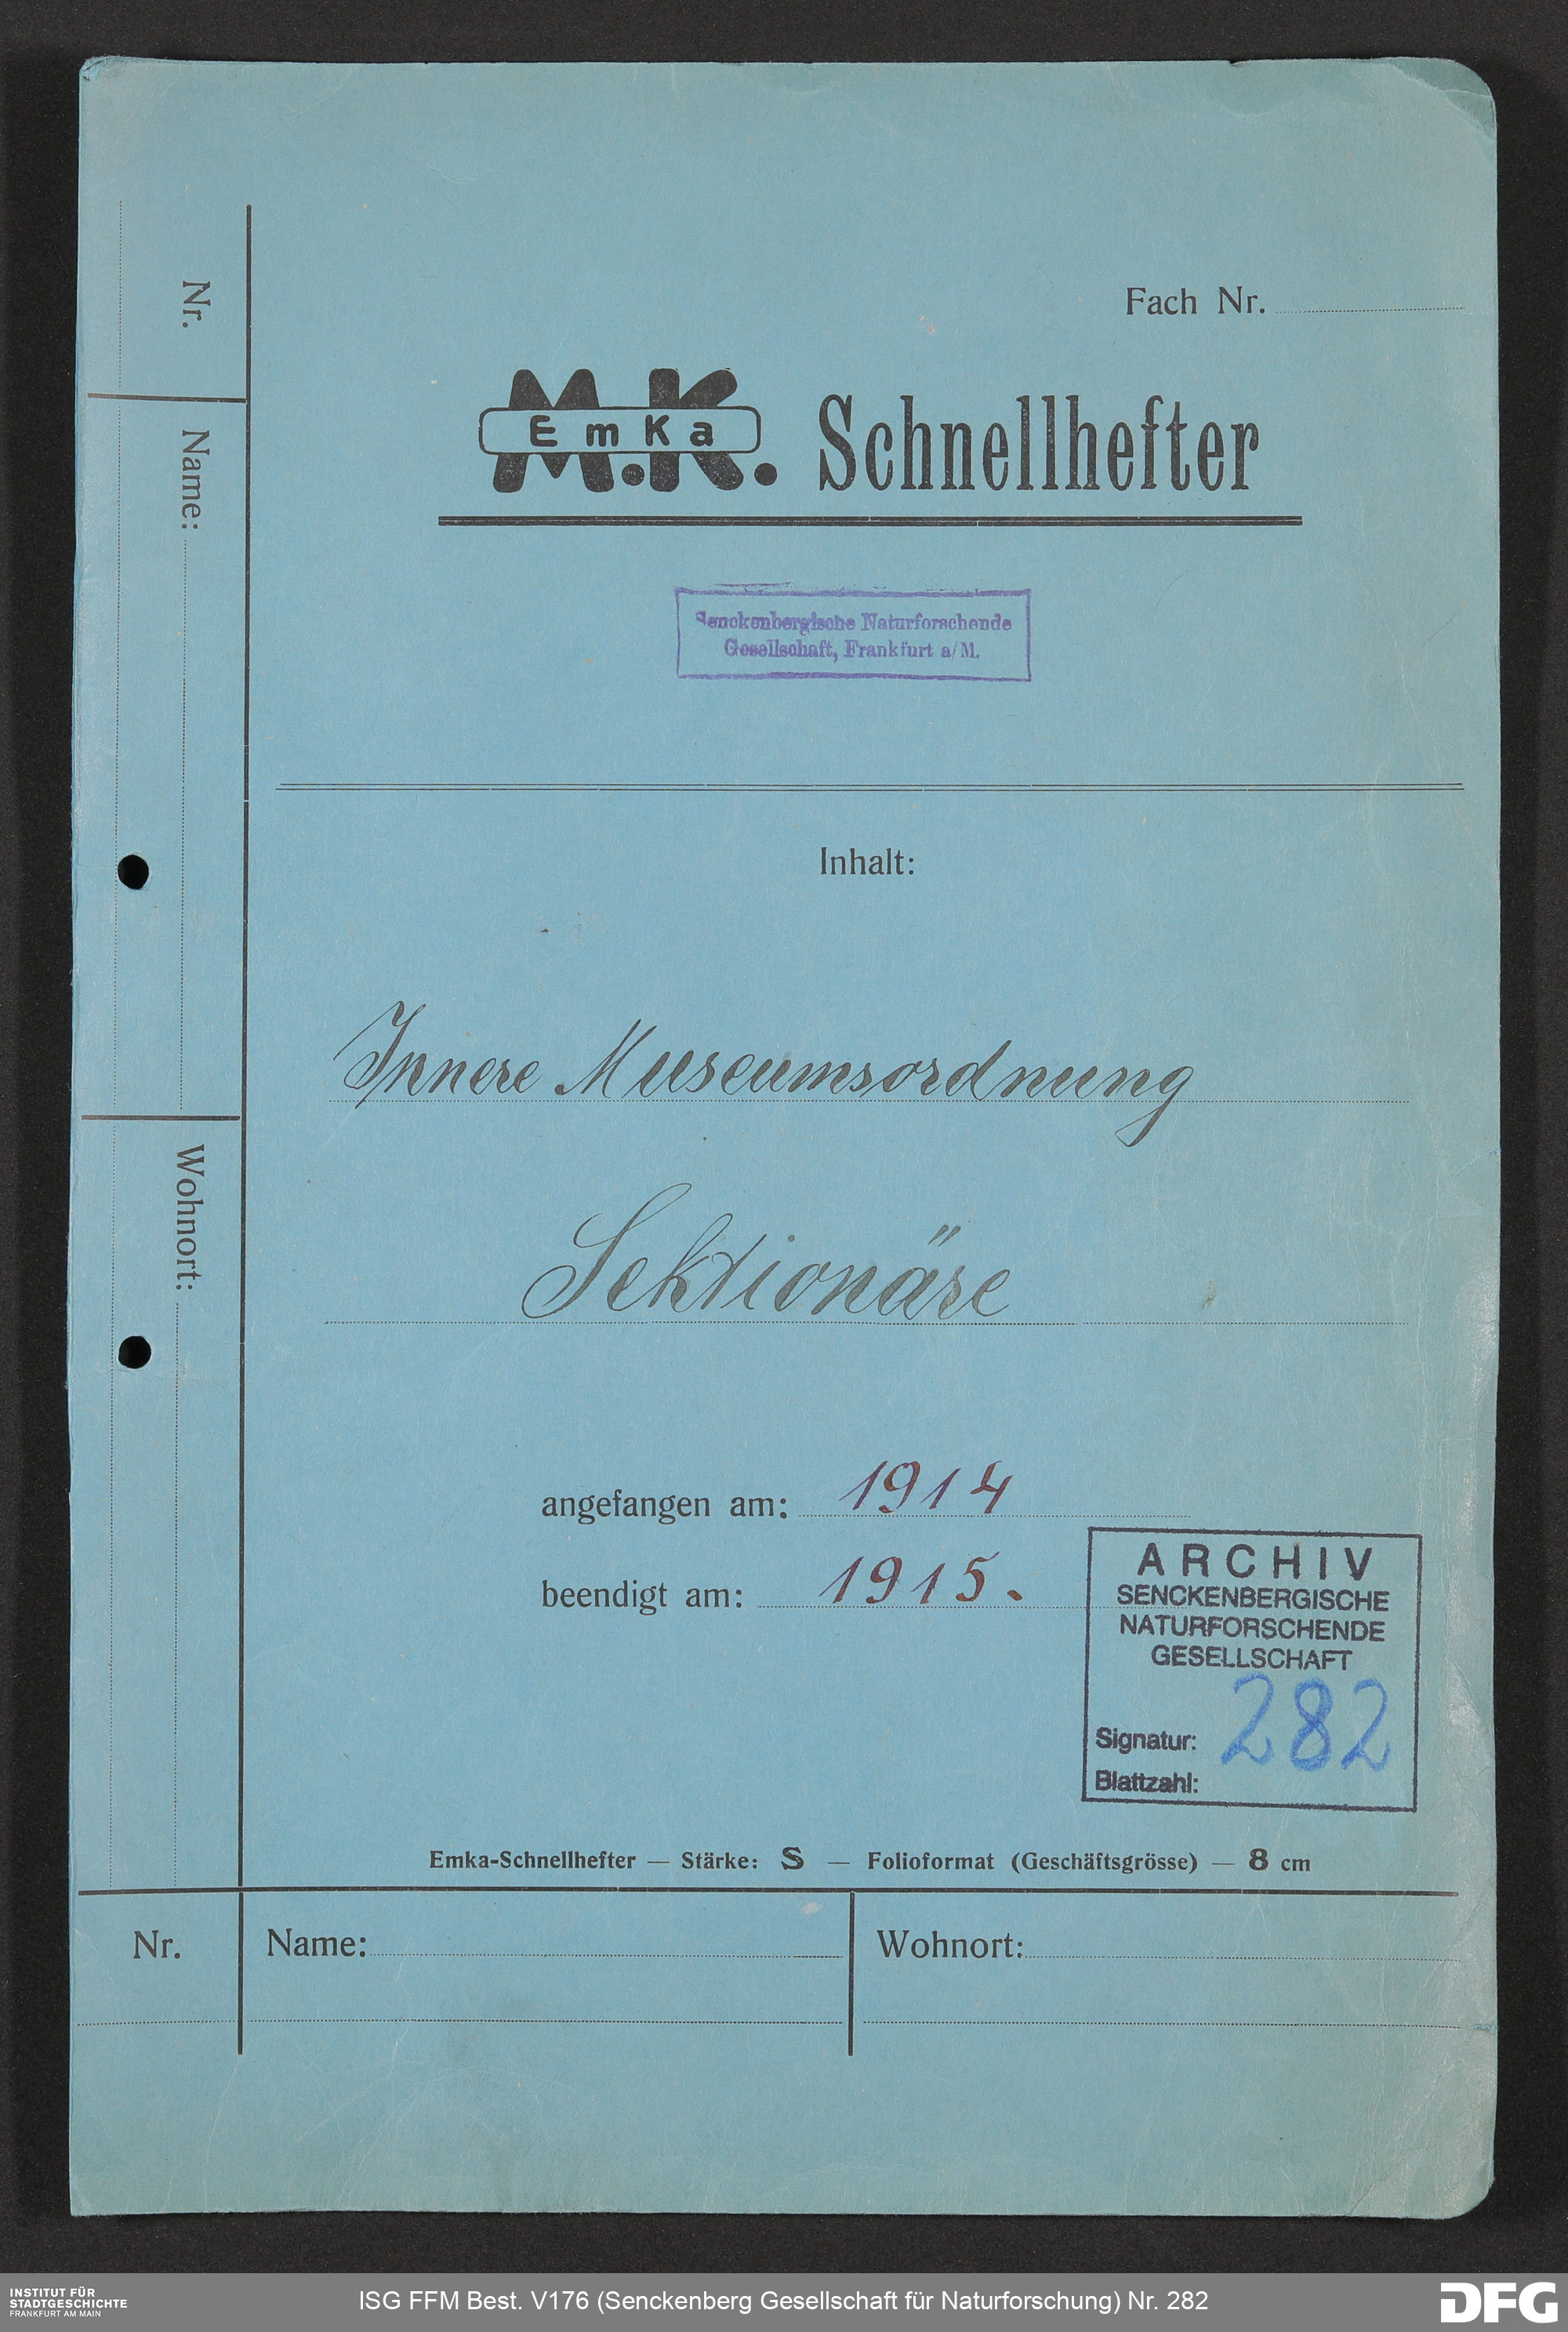 Fach Nr.
M.K.
EmKa
Schnellhefter
Senckenbergische Naturforschende
Gesellschaft, Frankfurt a/M.
Inhalt:
Innere Museumsordnung
Sektionäre
angefangen am: 1914
beendigt am: 1915.
ARCHIV
SENCKENBERGISCHE
NATURFORSCHENDE
GESELLSCHAFT
Signatur: 282
Blattzahl:
Emka-Schnellhefter — Stärke: S — Folioformat (Geschäftsgrösse) — 8 cm
Nr.
Name:
Wohnort:
Nr.
Name:
Wohnort:
INSTITUT FÜR
STADTGESCHICHTE
FRANKFURT AM MAIN
ISG FFM Best. V176 (Senckenberg Gesellschaft für Naturforschung) Nr. 282
DFG